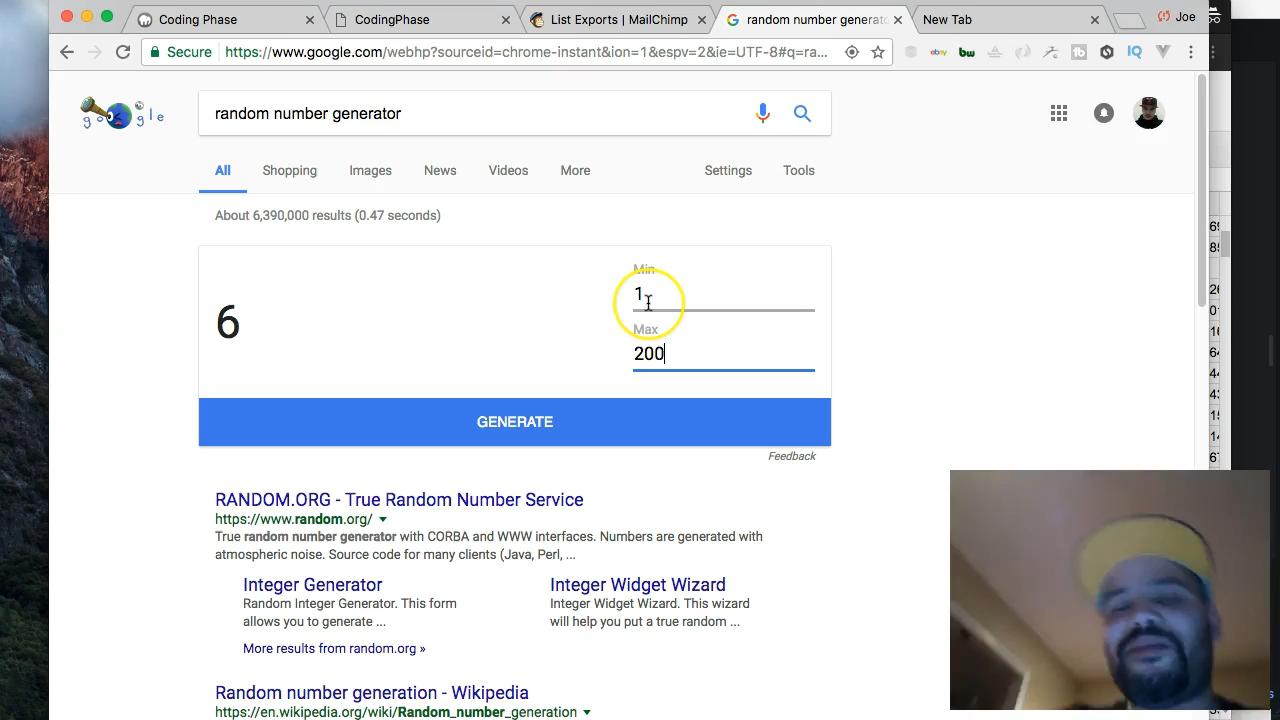 Coding Phase
CodingPhase
List Exports | MailChimp
random number generato
New Tab
Joe
Secure
https://www.google.com/webhp?sourceid=chrome-instant&ion=1&espv=2&ie=UTF-8#q=ra...
ebay
bw
fb
IQ
google
random number generator
All
Shopping
Images
News
Videos
More
Settings
Tools
About 6,390,000 results (0.47 seconds)
6
Min
1
Max
200
GENERATE
Feedback
RANDOM.ORG - True Random Number Service
https://www.random.org/
True random number generator with CORBA and WWW interfaces. Numbers are generated with
atmospheric noise. Source code for many clients (Java, Perl, ...
Integer Generator
Random Integer Generator. This form
allows you to generate ...
Integer Widget Wizard
Integer Widget Wizard. This wizard
will help you put a true random ...
More results from random.org »
Random number generation - Wikipedia
https://en.wikipedia.org/wiki/Random_number_generation